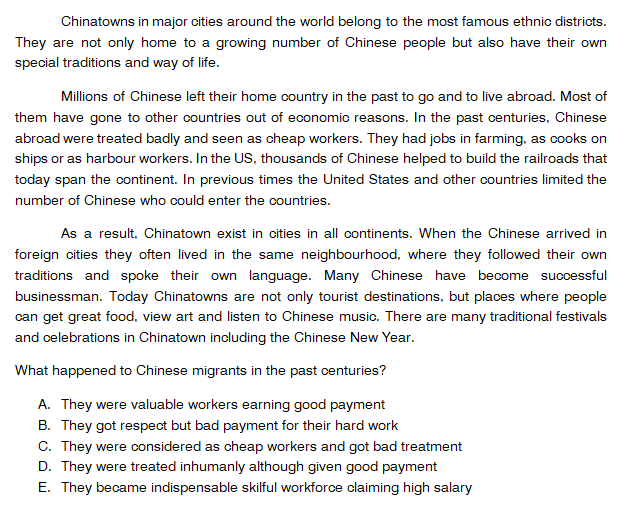 Chinatowns in major cities around the world belong to the most famous ethnic districts.
They are not only home to a growing number of Chinese people but also have their own
special traditions and way of life.
Millions of Chinese left their home country in the past to go and to live abroad. Most of
them have gone to other countries out of economic reasons. In the past centuries, Chinese
abroad were treated badly and seen as cheap workers. They had jobs in farming, as cooks on
ships or as harbour workers. In the US, thousands of Chinese helped to build the railroads that
today span the continent. In previous times the United States and other countries limited the
number of Chinese who could enter the countries.
As a result, Chinatown exist in cities in all continents. When the Chinese arrived in
foreign cities they often lived in the same neighbourhood, where they followed their own
traditions and spoke their own language. Many Chinese have become successful
businessman. Today Chinatowns are not only tourist destinations, but places where people
can get great food, view art and listen to Chinese music. There are many traditional festivals
and celebrations in Chinatown including the Chinese New Year.
What happened to Chinese migrants in the past centuries?
A. They were valuable workers earning good payment
B. They got respect but bad payment for their hard work
C. They were considered as cheap workers and got bad treatment
D. They were treated inhumanly although given good payment
E. They became indispensable skilful workforce claiming high salary